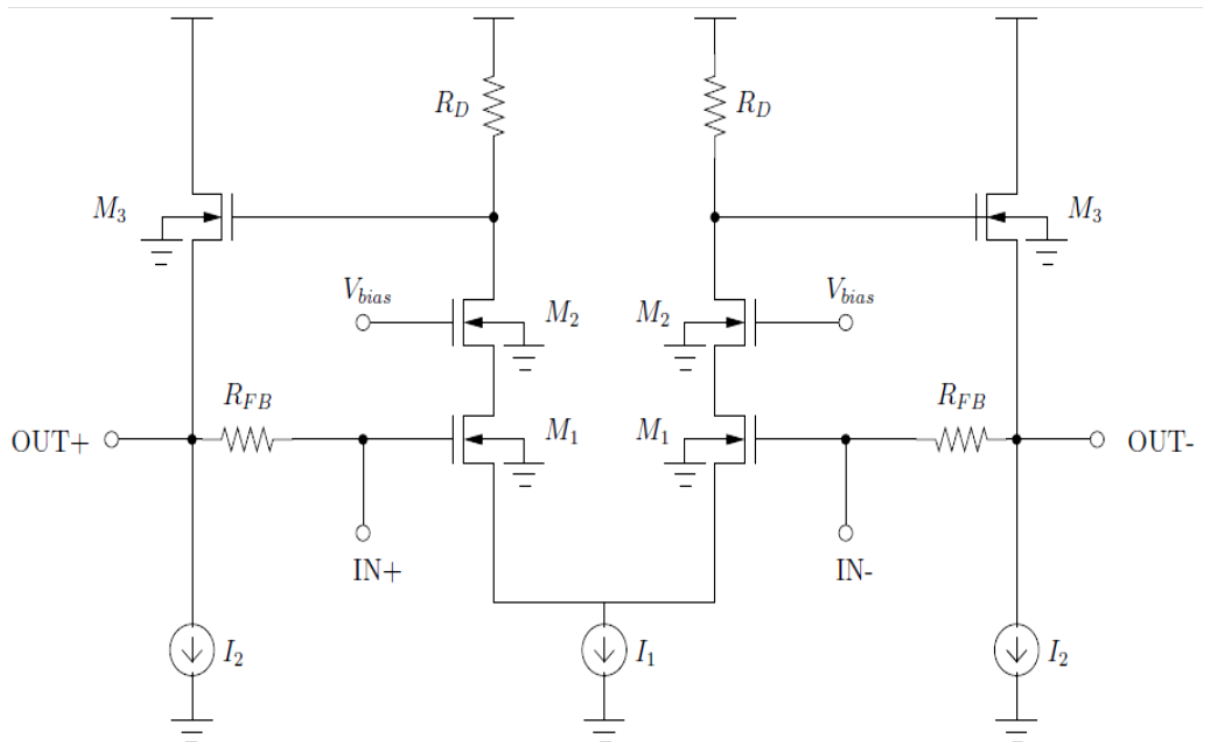 R_D R_D
M_3 M_3
V_bias V_bias
M_2 M_2
R_FB R_FB
OUT+ M_1 M_1 OUT-
IN+ IN-
I_2 I_1 I_2